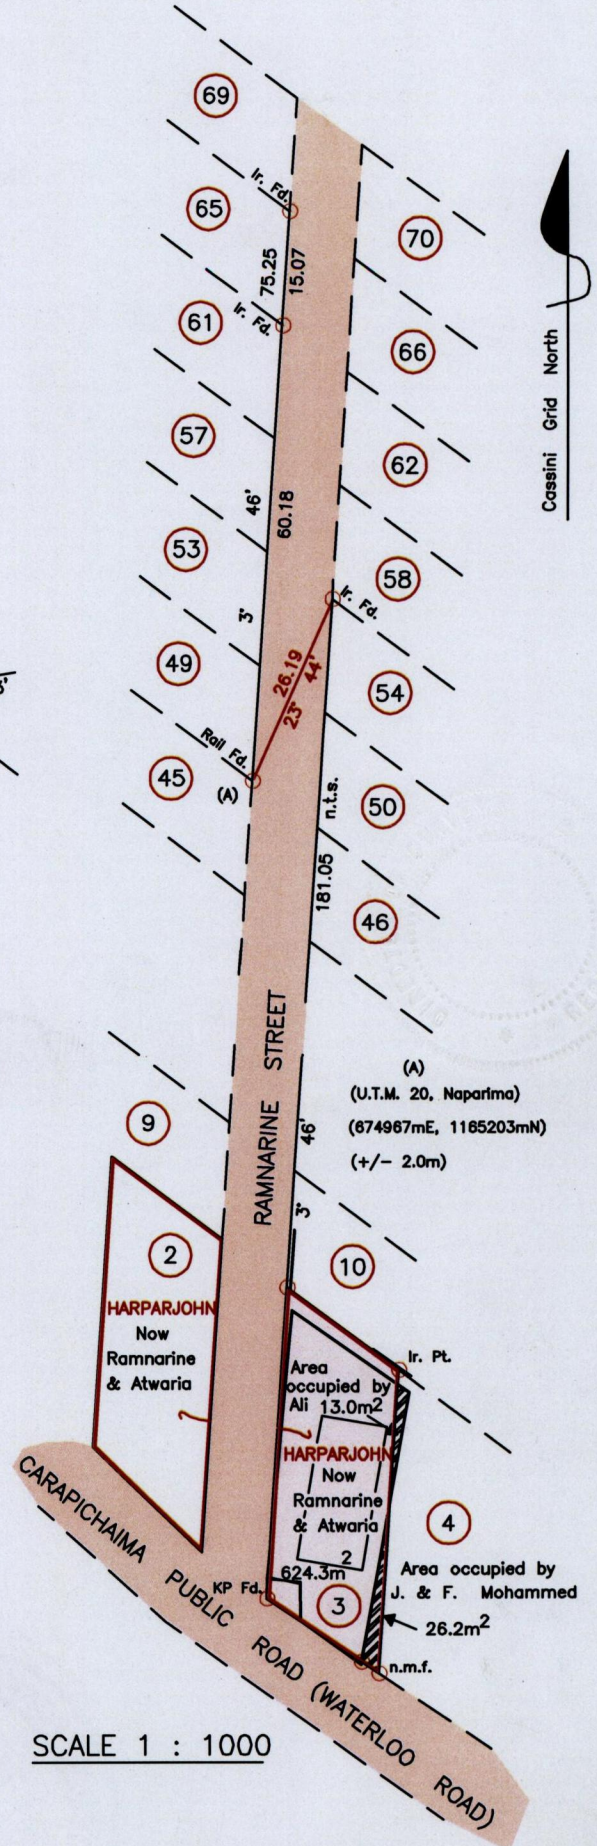 69
Ir. Fd.
65
75.25
15.07
70
61
Ir. Fd.
66
Cassini Grid North
57
62
46'
60.18
53
58
Ir. Fd.
3°
49
26.19
44'
23°
54
Rail Fd.
45
(A)
n.t.s.
50
181.05
46
RAMNARINE STREET
(A)
(U.T.M. 20, Naparima)
(674967mE, 1165203mN)
(+/- 2.0m)
9
46'
3°
2
10
HARPARJOHN
Now
Ramnarine
& Atwaria
Ir. Pt.
Area
occupied by
Ali 13.0m2
HARPARJOHN
Now
Ramnarine
& Atwaria
624.3m2
3
4
Area occupied by
J. & F. Mohammed
26.2m2
KP Fd.
n.m.f.
CARAPICHAIMA PUBLIC ROAD (WATERLOO ROAD)
SCALE 1 : 1000